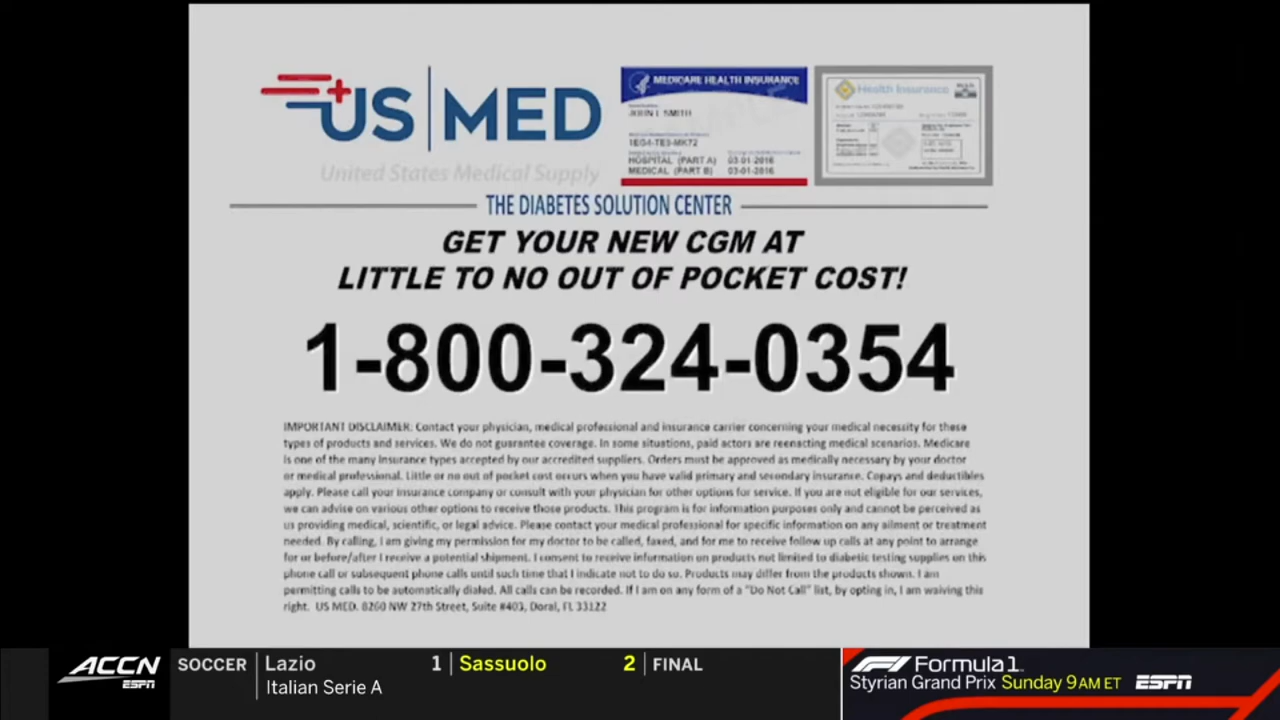 US MED
United States Medical Supply
MEDICARE HEALTH INSURANCE
JOHN L SMITH
1EG4-TE5-MK72
HOSPITAL (PART A) 03-01-2016
MEDICAL (PART B) 03-01-2016
Health Insurance
THE DIABETES SOLUTION CENTER
GET YOUR NEW CGM AT
LITTLE TO NO OUT OF POCKET COST!
1-800-324-0354
IMPORTANT DISCLAIMER: Contact your physician, medical professional and insurance carrier concerning your medical necessity for these
types of products and services. We do not guarantee coverage. In some situations, paid actors are reenacting medical scenarios. Medicare
is one of the many insurance types accepted by our accredited suppliers. Orders must be approved as medically necessary by your doctor
or medical professional. Little or no out of pocket cost occurs when you have valid primary and secondary insurance. Copays and deductibles
apply. Please call your insurance company or consult with your physician for other options for service. If you are not eligible for our services,
we can advise on various other options to receive those products. This program is for information purposes only and cannot be perceived as
us providing medical, scientific, or legal advice. Please contact your medical professional for specific information on any ailment or treatment
needed. By calling, I am giving my permission for my doctor to be called, faxed, and for me to receive follow up calls at any point to arrange
for or before/after I receive a potential shipment. I consent to receive information on products not limited to diabetic testing supplies on this
phone call or subsequent phone calls until such time that I indicate not to do so. Products may differ from the products shown. I am
permitting calls to be automatically dialed. All calls can be recorded. If I am on any form of a "Do Not Call" list, by opting in, I am waiving this
right. US MED. 8260 NW 27th Street, Suite #403, Doral, FL 33122
ACCN
ESPN
SOCCER
Lazio 1
Sassuolo 2
FINAL
Italian Serie A
F1 Formula 1
Styrian Grand Prix Sunday 9 AM ET ESPN